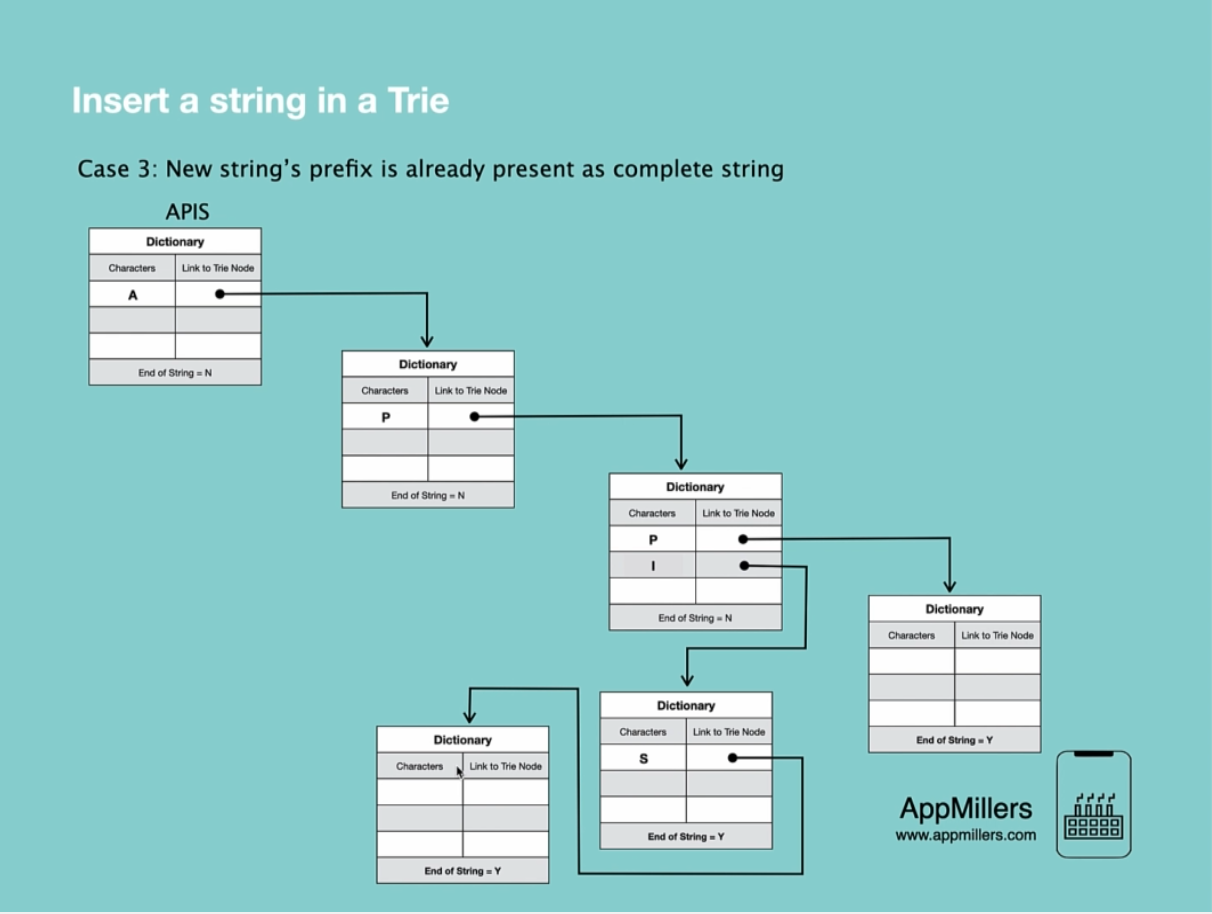 Insert a string in a Trie
Case 3: New string's prefix is already present as complete string
APIS
Dictionary
Characters Link to Trie Node
A
End of String = N
Dictionary
Characters Link to Trie Node
P
End of String = N
Dictionary
Characters Link to Trie Node
P
I
End of String = N
Dictionary
Characters Link to Trie Node
End of String = Y
Dictionary
Characters Link to Trie Node
S
End of String = Y
Dictionary
Characters Link to Trie Node
End of String = Y
AppMillers
www.appmillers.com